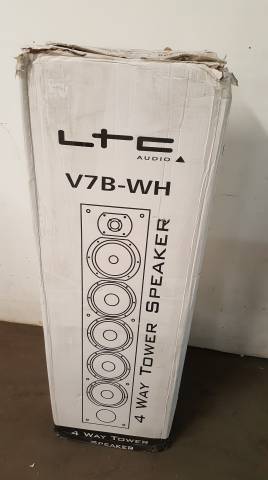 LTC
AUDIO
V7B-WH
4 WAY TOWER SPEAKER
4 WAY TOWER
SPEAKER